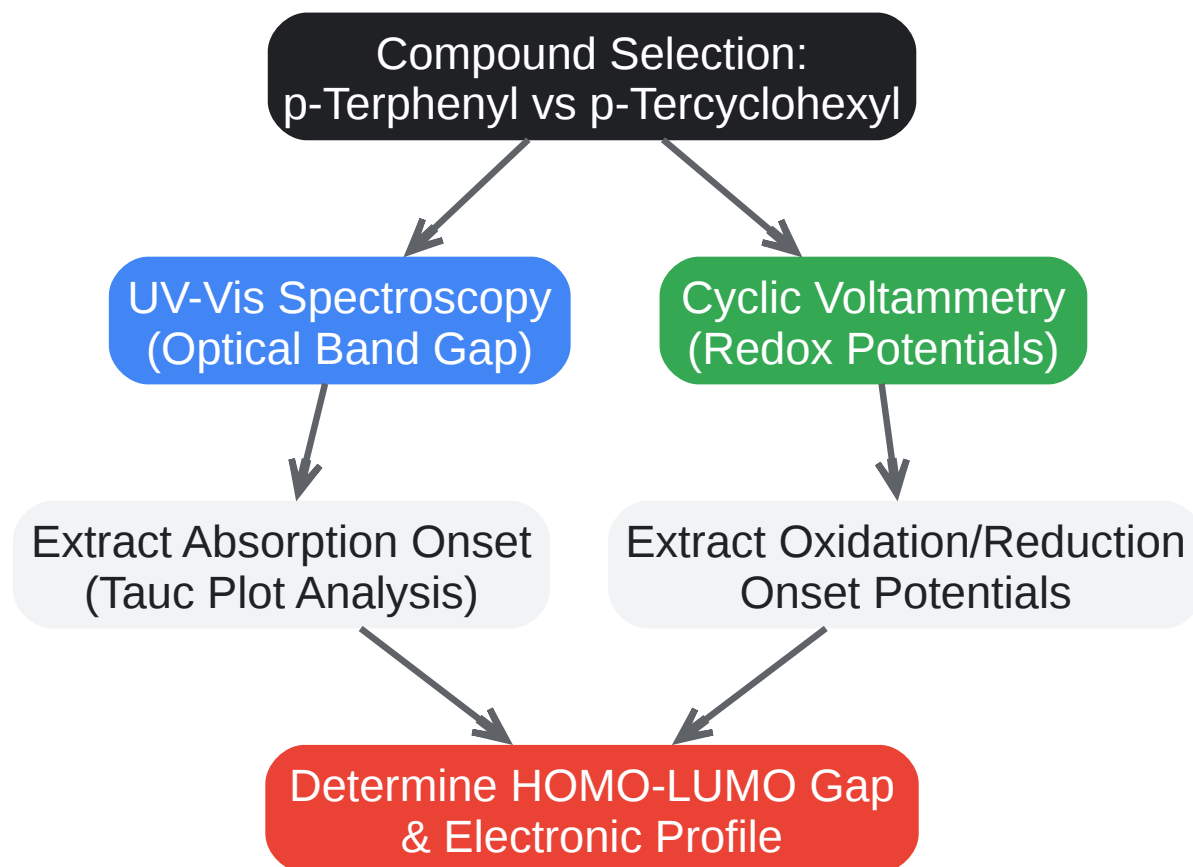 Compound Selection:
p-Terphenyl vs p-Tercyclohexyl
UV-Vis Spectroscopy
(Optical Band Gap)
Cyclic Voltammetry
(Redox Potentials)
Extract Absorption Onset
(Tauc Plot Analysis)
Extract Oxidation/Reduction
Onset Potentials
Determine HOMO-LUMO Gap
& Electronic Profile